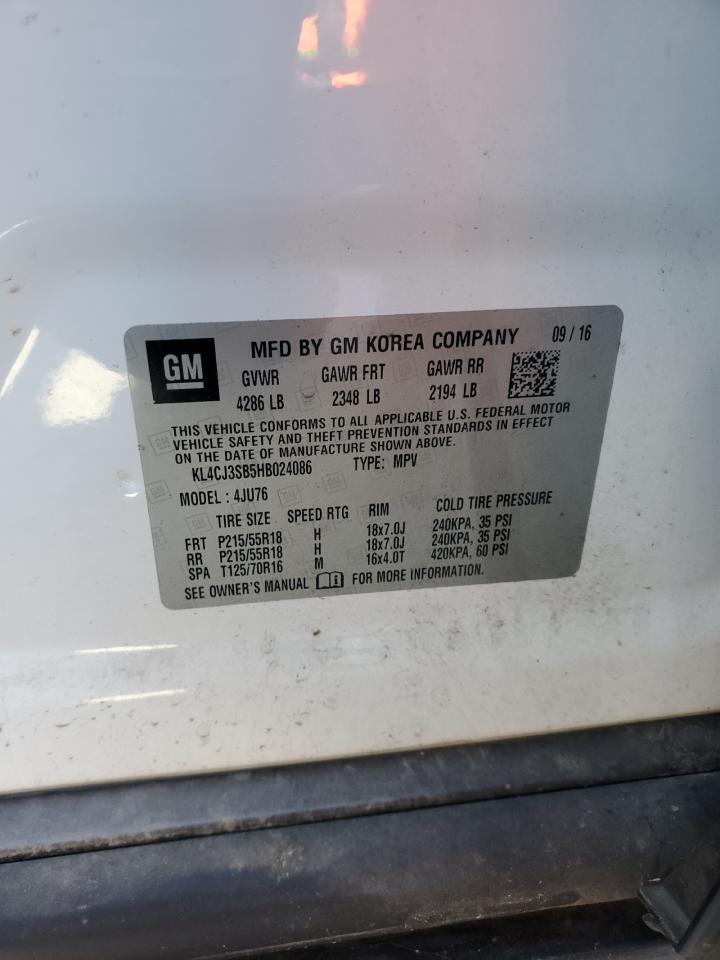 GM
MFD BY GM KOREA COMPANY 09 / 16
GVWR GAWR FRT GAWR RR
4286 LB 2348 LB 2194 LB
THIS VEHICLE CONFORMS TO ALL APPLICABLE U.S. FEDERAL MOTOR
VEHICLE SAFETY AND THEFT PREVENTION STANDARDS IN EFFECT
ON THE DATE OF MANUFACTURE SHOWN ABOVE.
KL4CJ3SB5HB024086 TYPE: MPV
MODEL : 4JU76
TIRE SIZE SPEED RTG RIM COLD TIRE PRESSURE
FRT P215/55R18 H 18x7.0J 240KPA, 35 PSI
RR P215/55R18 H 18x7.0J 240KPA, 35 PSI
SPA T125/70R16 M 16x4.0T 420KPA, 60 PSI
SEE OWNER'S MANUAL FOR MORE INFORMATION.